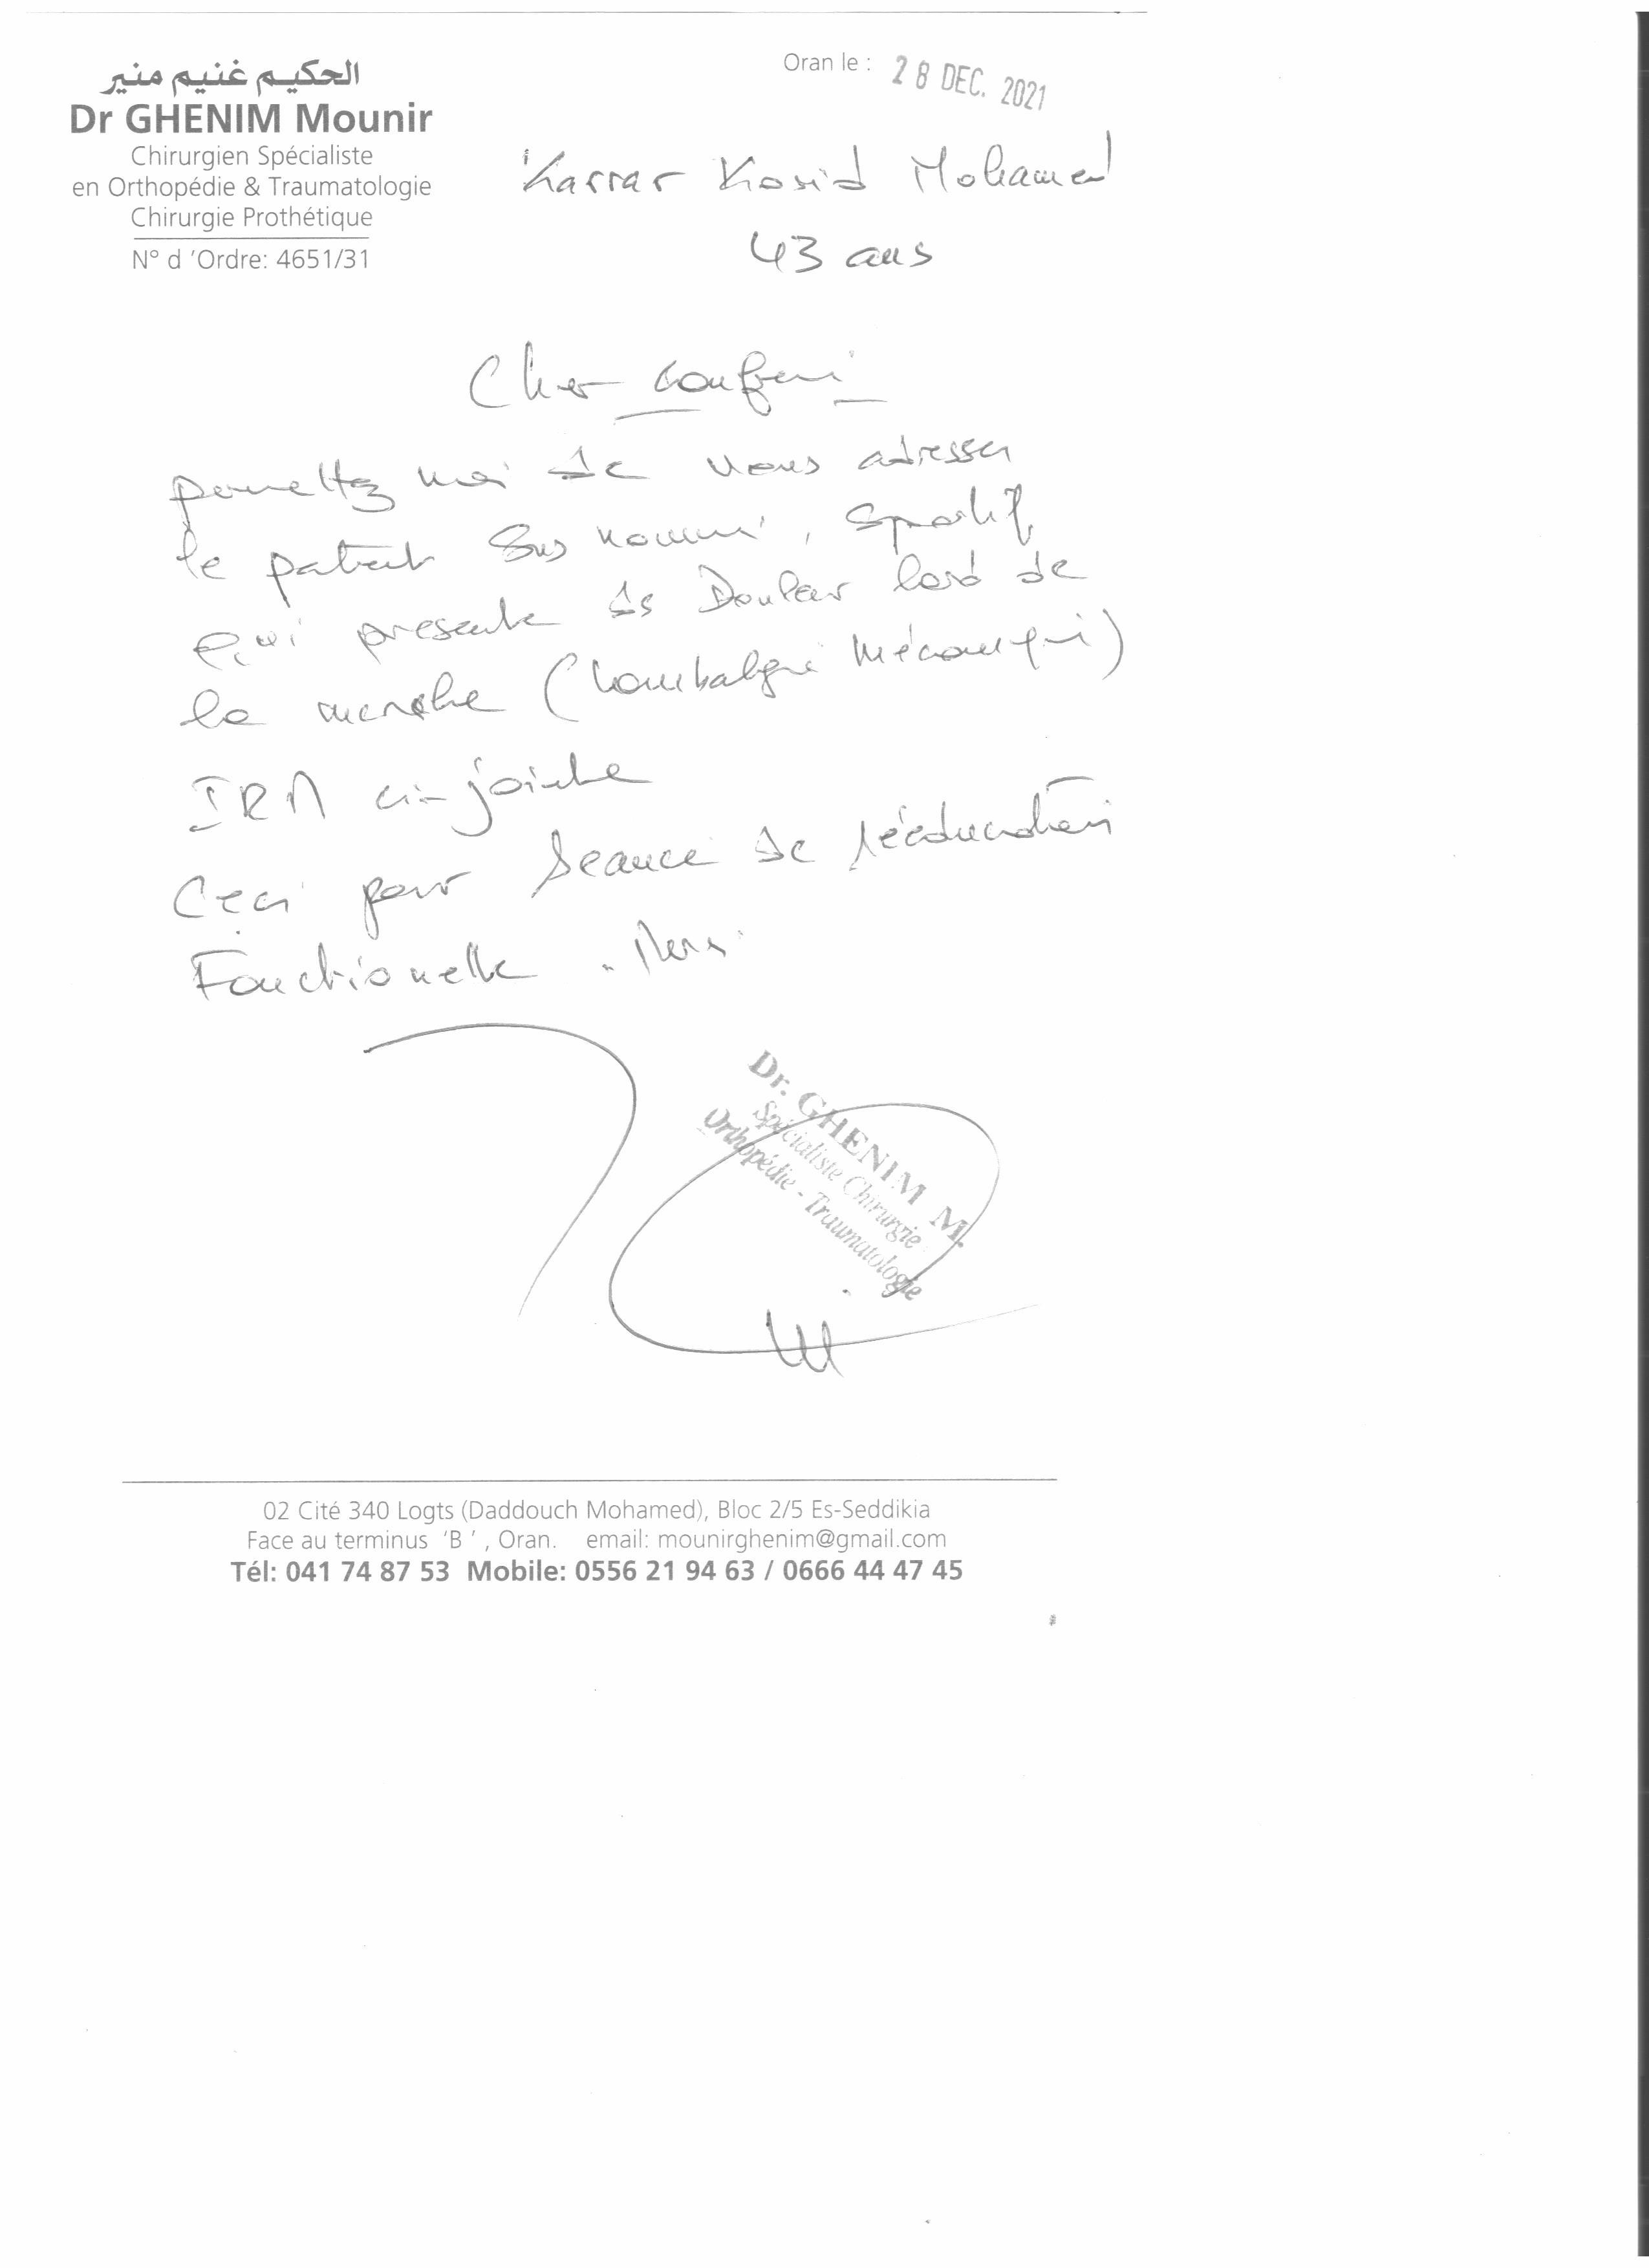 الحكيم غنيم منير
Dr GHENIM Mounir
Chirurgien Spécialiste
en Orthopédie & Traumatologie
Chirurgie Prothétique
N° d 'Ordre: 4651/31
Oran le : 28 DEC. 2021
Karrar Mohamed
43 ans
Cher confrère
permettez moi de vous adresser
le patient sus nommé, sportif,
qui presente des Douleur lors de
la marche (Lombalgie Mécanique)
IRM ci-jointe
Ceci pour séance de rééducation
Fonctionelle. Merci
Dr. GHENIM M.
Spécialiste Chirurgie
Orthopédie - Traumatologie
02 Cité 340 Logts (Daddouch Mohamed), Bloc 2/5 Es-Seddikia
Face au terminus 'B ' , Oran. email: mounirghenim@gmail.com
Tél: 041 74 87 53 Mobile: 0556 21 94 63 / 0666 44 47 45